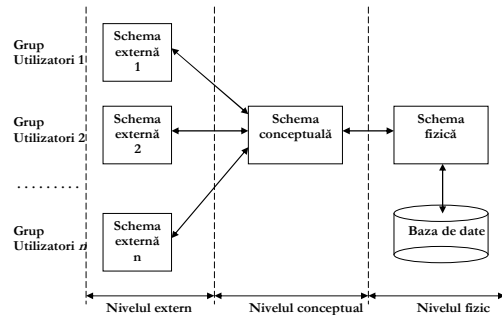 Grup
Utilizatori 1
Schema
externă
1
Grup
Utilizatori 2
Schema
externă
2
Schema
conceptuală
Schema
fizică
. . . . . . . . .
Grup
Utilizatori n
Schema
externă
n
Baza de date
Nivelul extern
Nivelul conceptual
Nivelul fizic